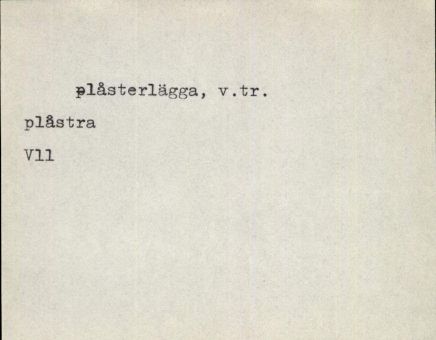 plåsterlägga, v.tr.
plåstra
Vll